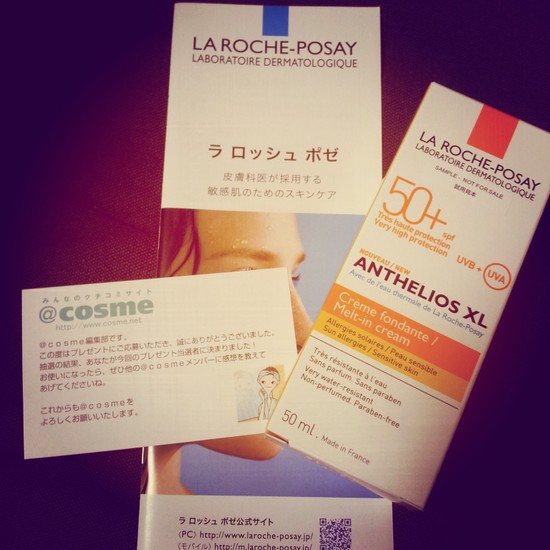 LA ROCHE-POSAY
LABORATOIRE DERMATOLOGIQUE
ラ ロッシュ ポゼ
皮膚科医が採用する
敏感肌のためのスキンケア
LA ROCHE-POSAY
LABORATOIRE DERMATOLOGIQUE
SAMPLE - NOT FOR SALE
試用見本
50+ spf
Très haute protection
Very high protection
UVB + UVA
NOUVEAU / NEW
ANTHELIOS XL
Avec de l'eau thermale de La Roche-Posay
Crème fondante /
Melt-in cream
Allergies solaires / Peau sensible
Sun allergies / Sensitive skin
Très résistante à l'eau
Sans parfum. Sans paraben
Very water-resistant
Non-perfumed. Paraben-free
50 ml. Made in France
みんなのクチコミサイト
@cosme
http://www.cosme.net
@cosme編集部です。
この度はプレゼントにご応募いただき、誠にありがとうございました。
抽選の結果、あなたが今回のプレゼント当選者に決まりました！
お使いになったら、ぜひ他の@cosmeメンバーに感想を教えて
あげてくださいね。
これからも@cosmeを
よろしくお願いいたします。
ラ ロッシュ ポゼ公式サイト
〈PC〉http://www.laroche-posay.jp/
〈モバイル〉http://m.laroche-posay.jp/